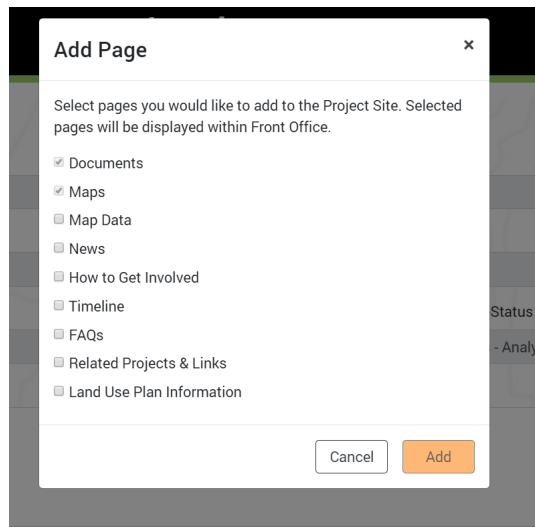 Add Page
×
Select pages you would like to add to the Project Site. Selected
pages will be displayed within Front Office.
Documents
Maps
Map Data
News
How to Get Involved
Timeline
Status
FAQs
- Analy
Related Projects & Links
Land Use Plan Information
Cancel
Add